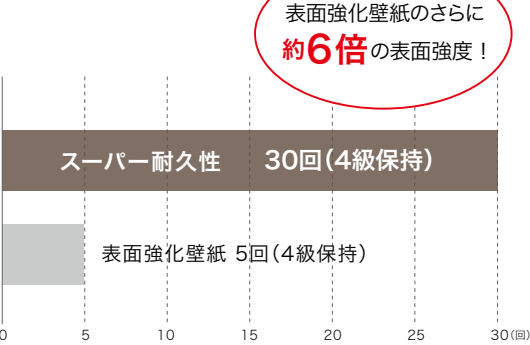 表面強化壁紙のさらに
約6倍の表面強度！
スーパー耐久性 30回(4級保持)
表面強化壁紙 5回(4級保持)
0 5 10 15 20 25 30(回)